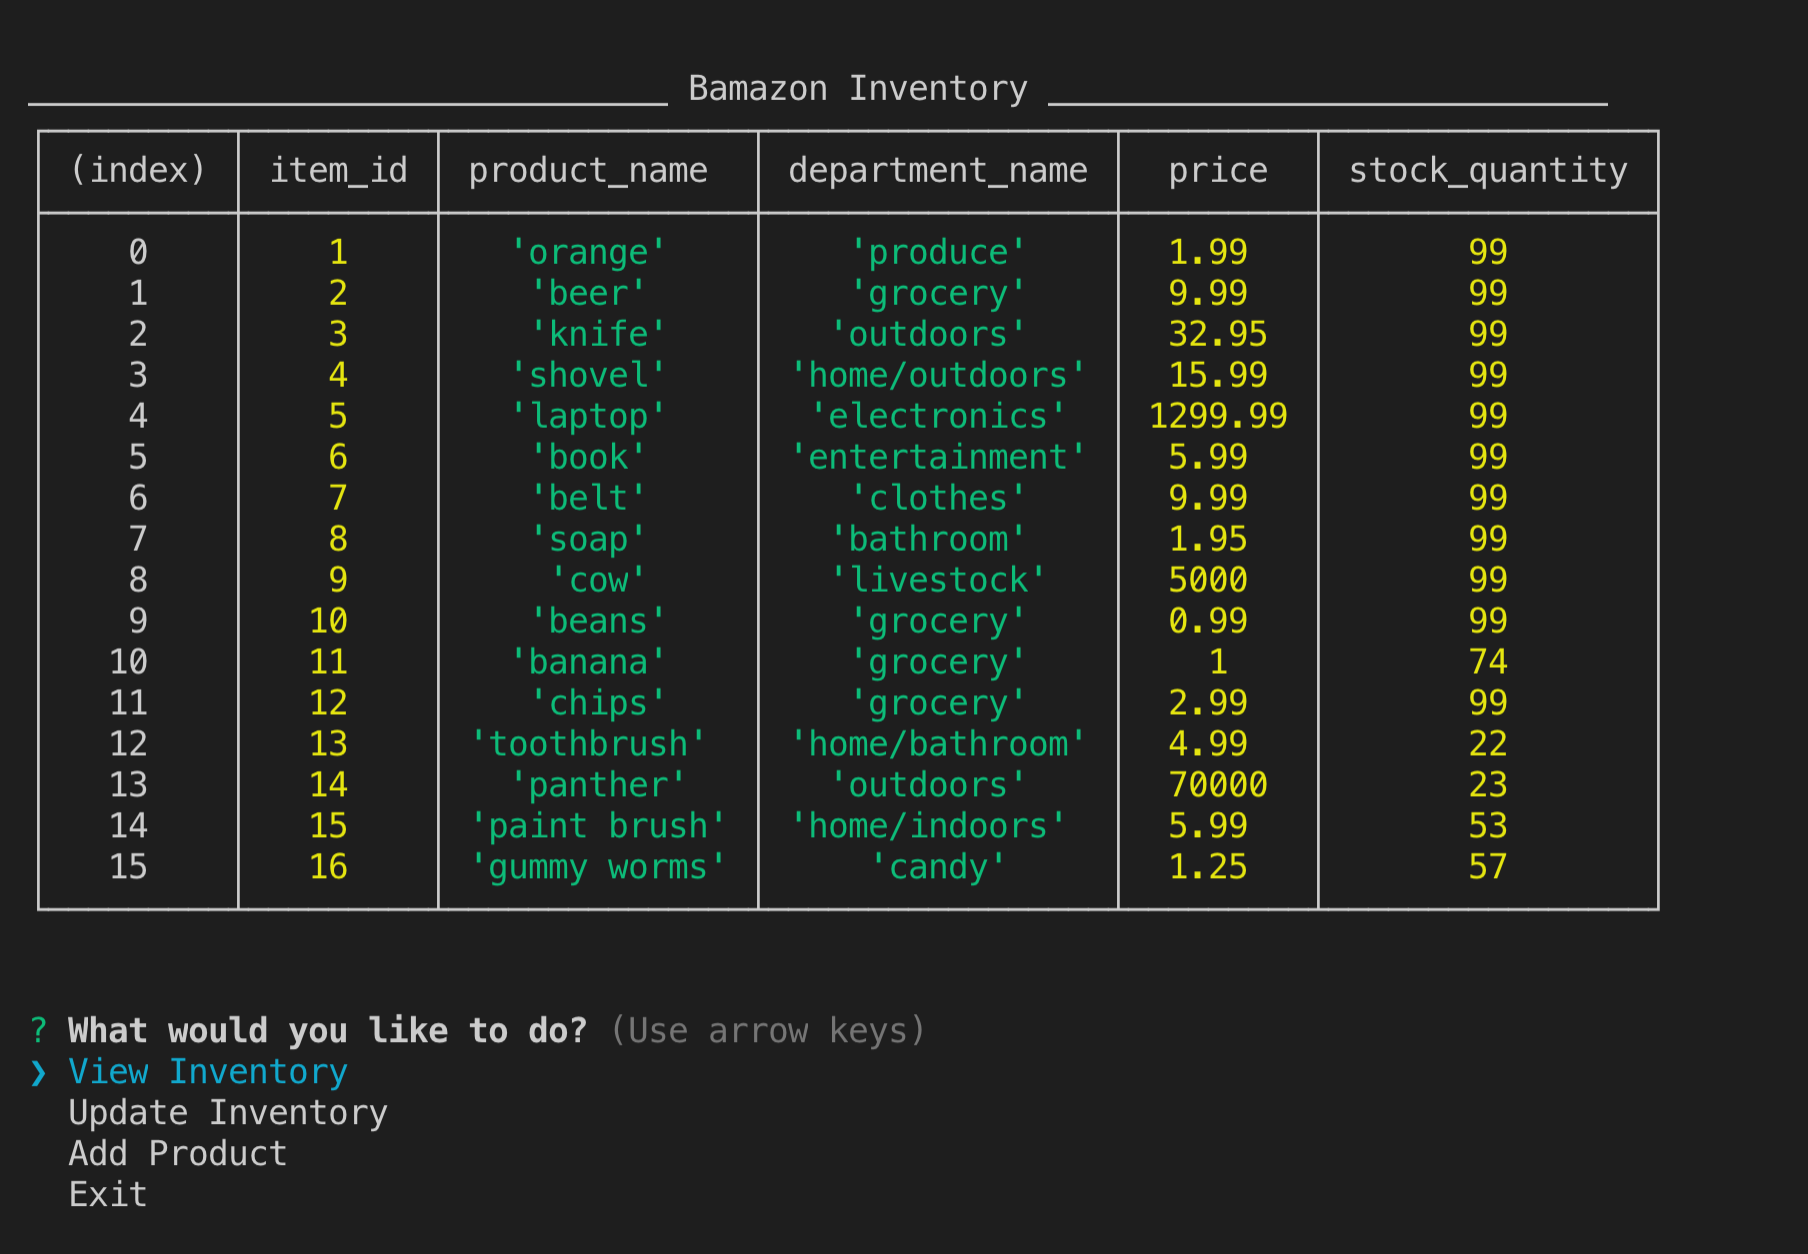 Bamazon Inventory
(index) item_id product_name department_name price stock_quantity
0 1 'orange' 'produce' 1.99 99
1 2 'beer' 'grocery' 9.99 99
2 3 'knife' 'outdoors' 32.95 99
3 4 'shovel' 'home/outdoors' 15.99 99
4 5 'laptop' 'electronics' 1299.99 99
5 6 'book' 'entertainment' 5.99 99
6 7 'belt' 'clothes' 9.99 99
7 8 'soap' 'bathroom' 1.95 99
8 9 'cow' 'livestock' 5000 99
9 10 'beans' 'grocery' 0.99 99
10 11 'banana' 'grocery' 1 74
11 12 'chips' 'grocery' 2.99 99
12 13 'toothbrush' 'home/bathroom' 4.99 22
13 14 'panther' 'outdoors' 70000 23
14 15 'paint brush' 'home/indoors' 5.99 53
15 16 'gummy worms' 'candy' 1.25 57
? What would you like to do? (Use arrow keys)
❯ View Inventory
Update Inventory
Add Product
Exit